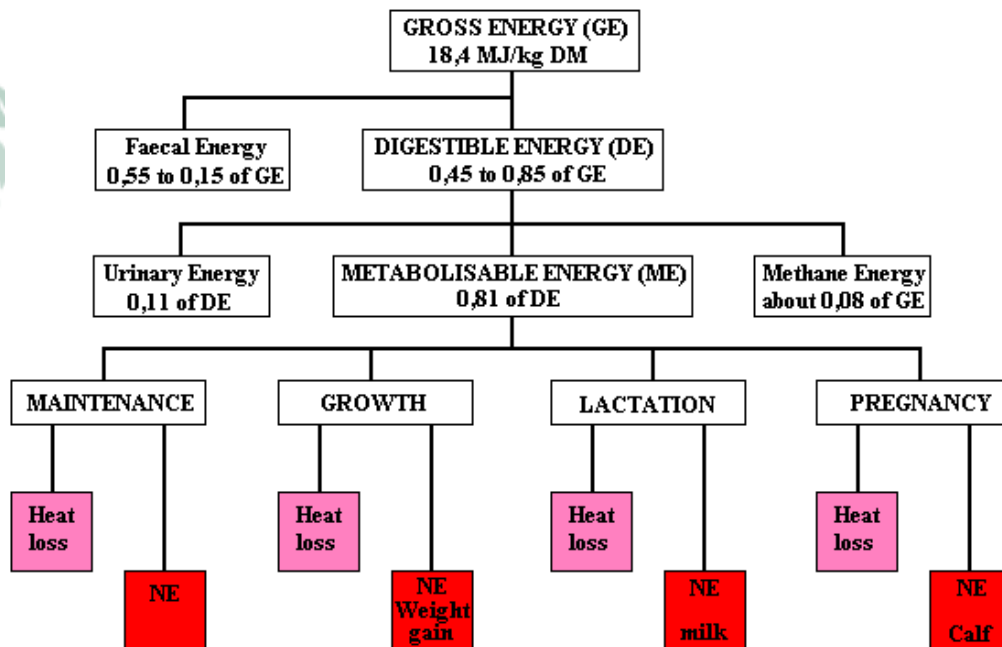 GROSS ENERGY (GE)
18,4 MJ/kg DM
Faecal Energy
0,55 to 0,15 of GE
DIGESTIBLE ENERGY (DE)
0,45 to 0,85 of GE
Urinary Energy
0,11 of DE
METABOLISABLE ENERGY (ME)
0,81 of DE
Methane Energy
about 0,08 of GE
MAINTENANCE
GROWTH
LACTATION
PREGNANCY
Heat
loss
NE
Heat
loss
NE
Weight
gain
Heat
loss
NE
milk
Heat
loss
NE
Calf